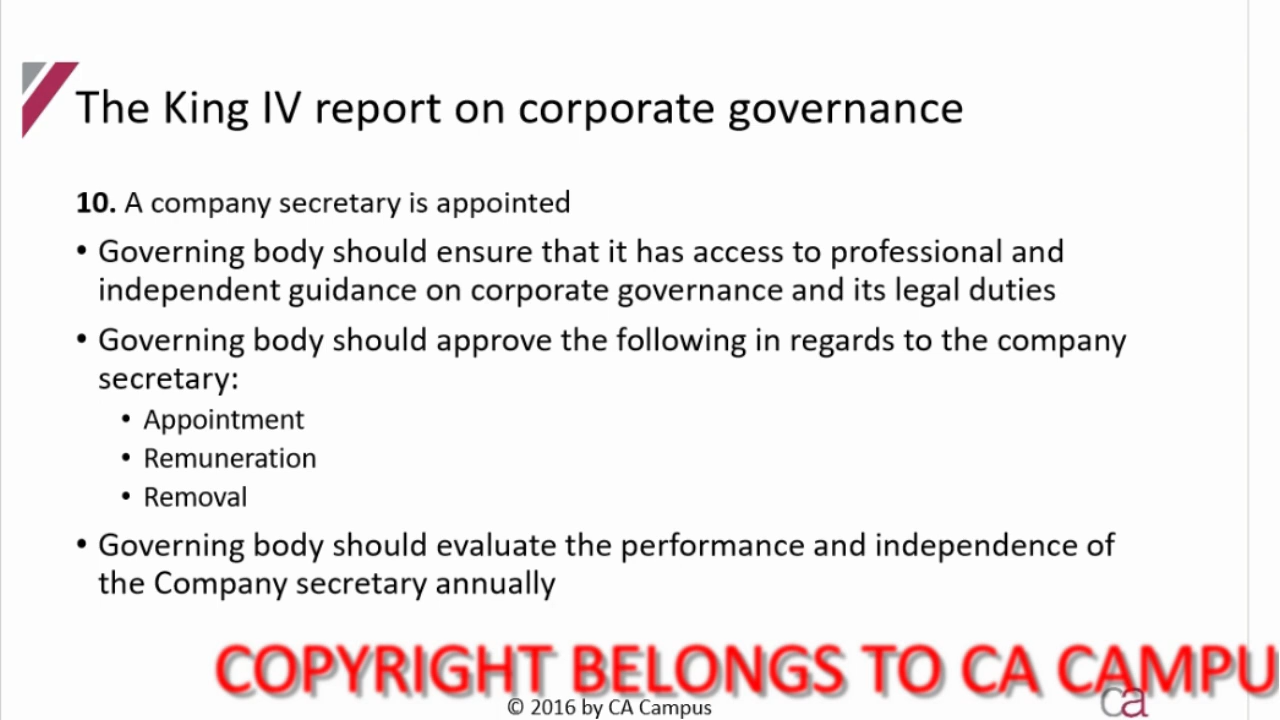 The King IV report on corporate governance
10. A company secretary is appointed
• Governing body should ensure that it has access to professional and
independent guidance on corporate governance and its legal duties
• Governing body should approve the following in regards to the company
secretary:
• Appointment
• Remuneration
• Removal
• Governing body should evaluate the performance and independence of
the Company secretary annually
COPYRIGHT BELONGS TO CA CAMPU
© 2016 by CA Campus
ca